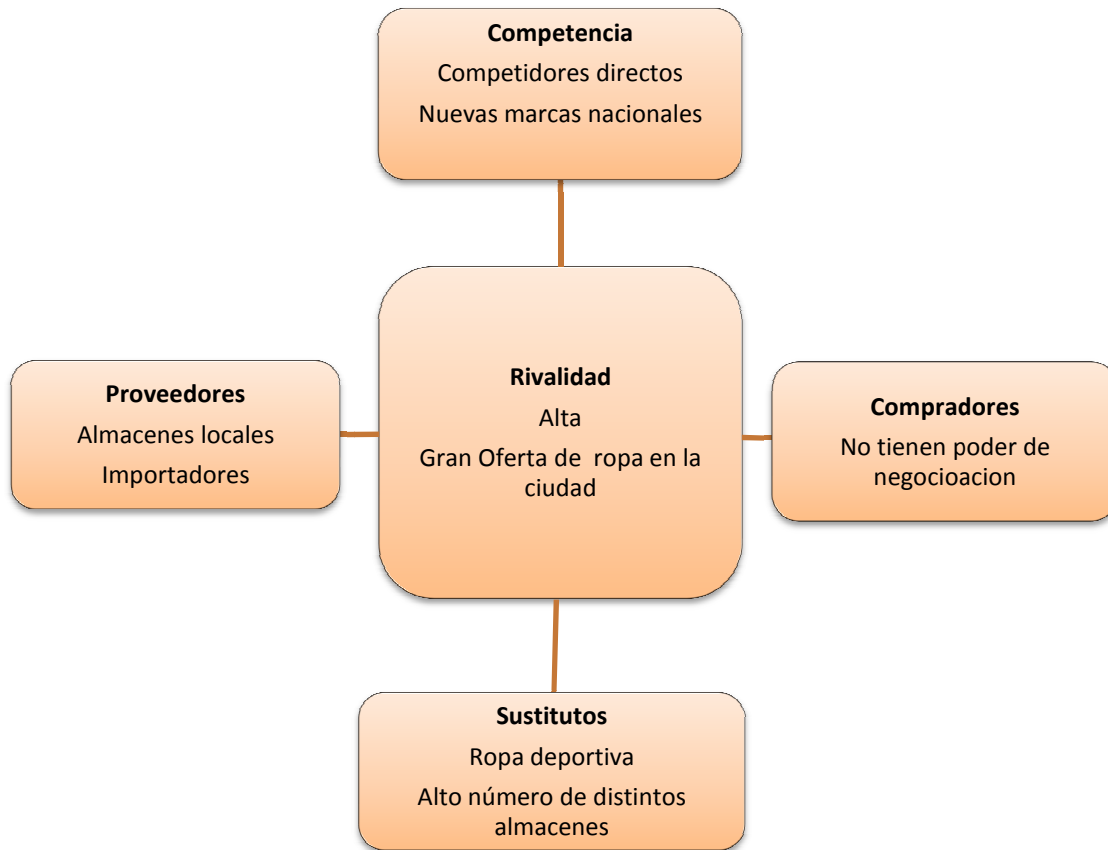 Competencia
Competidores directos
Nuevas marcas nacionales
Rivalidad
Alta
Gran Oferta de  ropa en la
ciudad
Proveedores
Almacenes locales
Importadores
Compradores
No tienen poder de
negocioacion
Sustitutos
Ropa deportiva
Alto número de distintos
almacenes